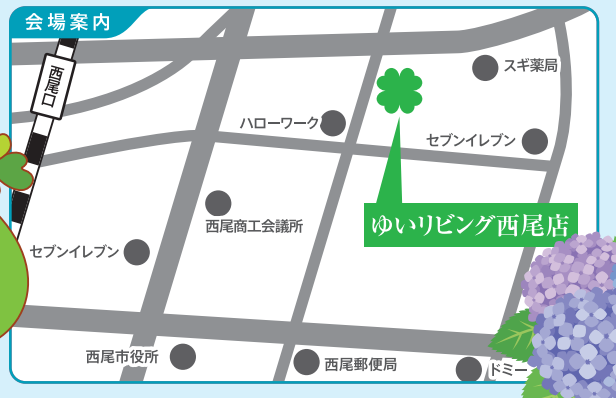 会場案内
西尾口
スギ薬局
ハローワーク
セブンイレブン
西尾商工会議所
ゆいリビング西尾店
セブンイレブン
西尾市役所
西尾郵便局
ドミー